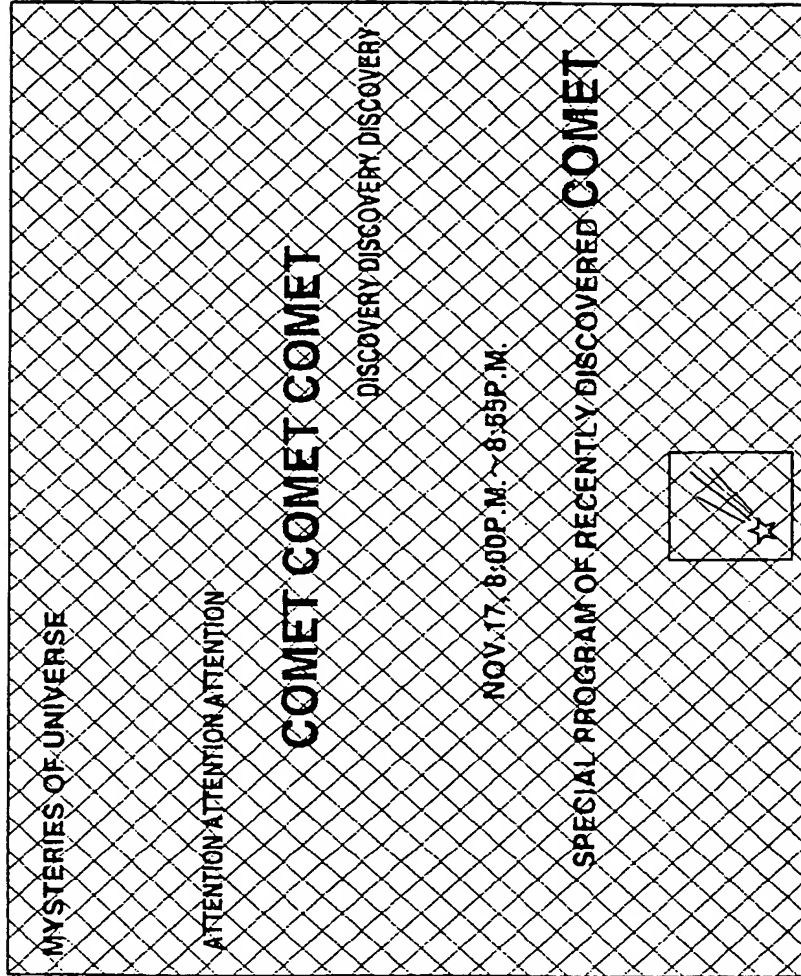 MYSTERIES OF UNIVERSE
ATTENTION ATTENTION ATTENTION
COMET COMET COMET
DISCOVERY DISCOVERY DISCOVERY
NOV.17, 8:00P.M.~8:55P.M.
SPECIAL PROGRAM OF RECENTLY DISCOVERED COMET